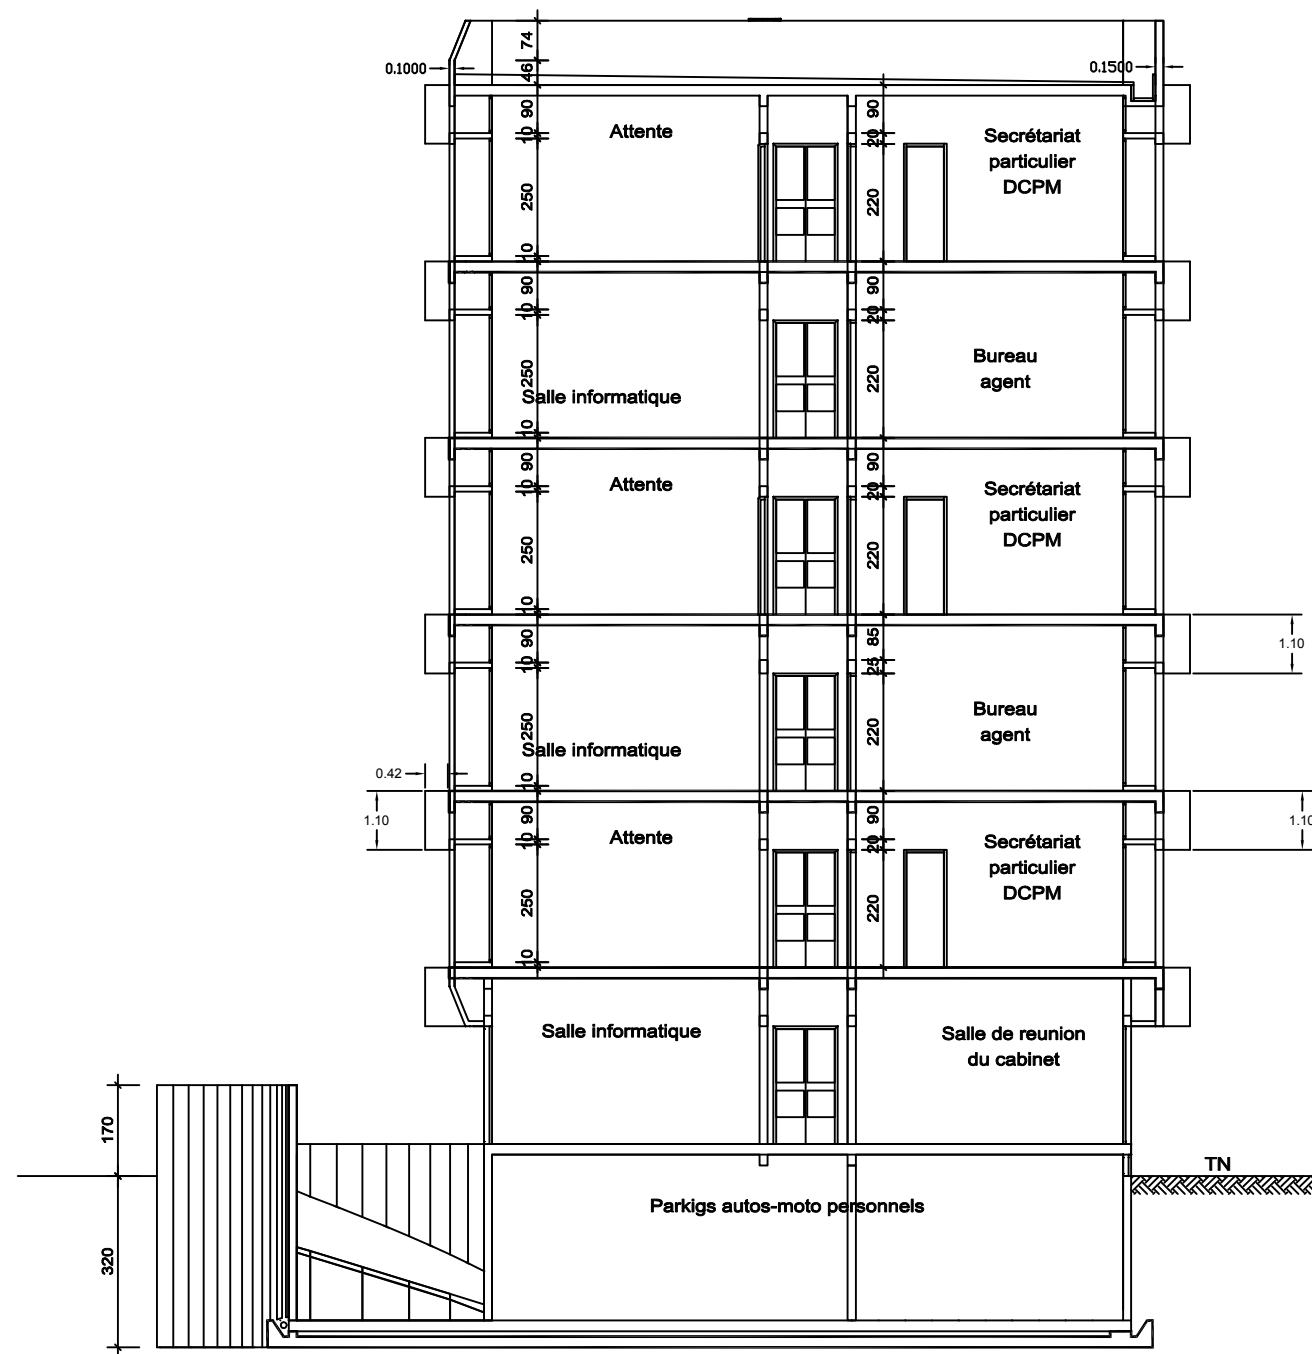 74
0.1000
46
0.1500
90
90
Attente
10
20
Secrétariat
particulier
DCPM
250
220
10
90
90
10
20
Bureau
agent
250
220
Salle informatique
10
90
90
Attente
10
20
Secrétariat
particulier
DCPM
250
220
10
90
85
1.10
10
25
Bureau
agent
250
220
Salle informatique
0.42
10
1.10
90
90
1.10
Attente
10
20
Secrétariat
particulier
DCPM
250
220
10
Salle informatique
Salle de reunion
du cabinet
170
TN
Parkigs autos-moto personnels
320